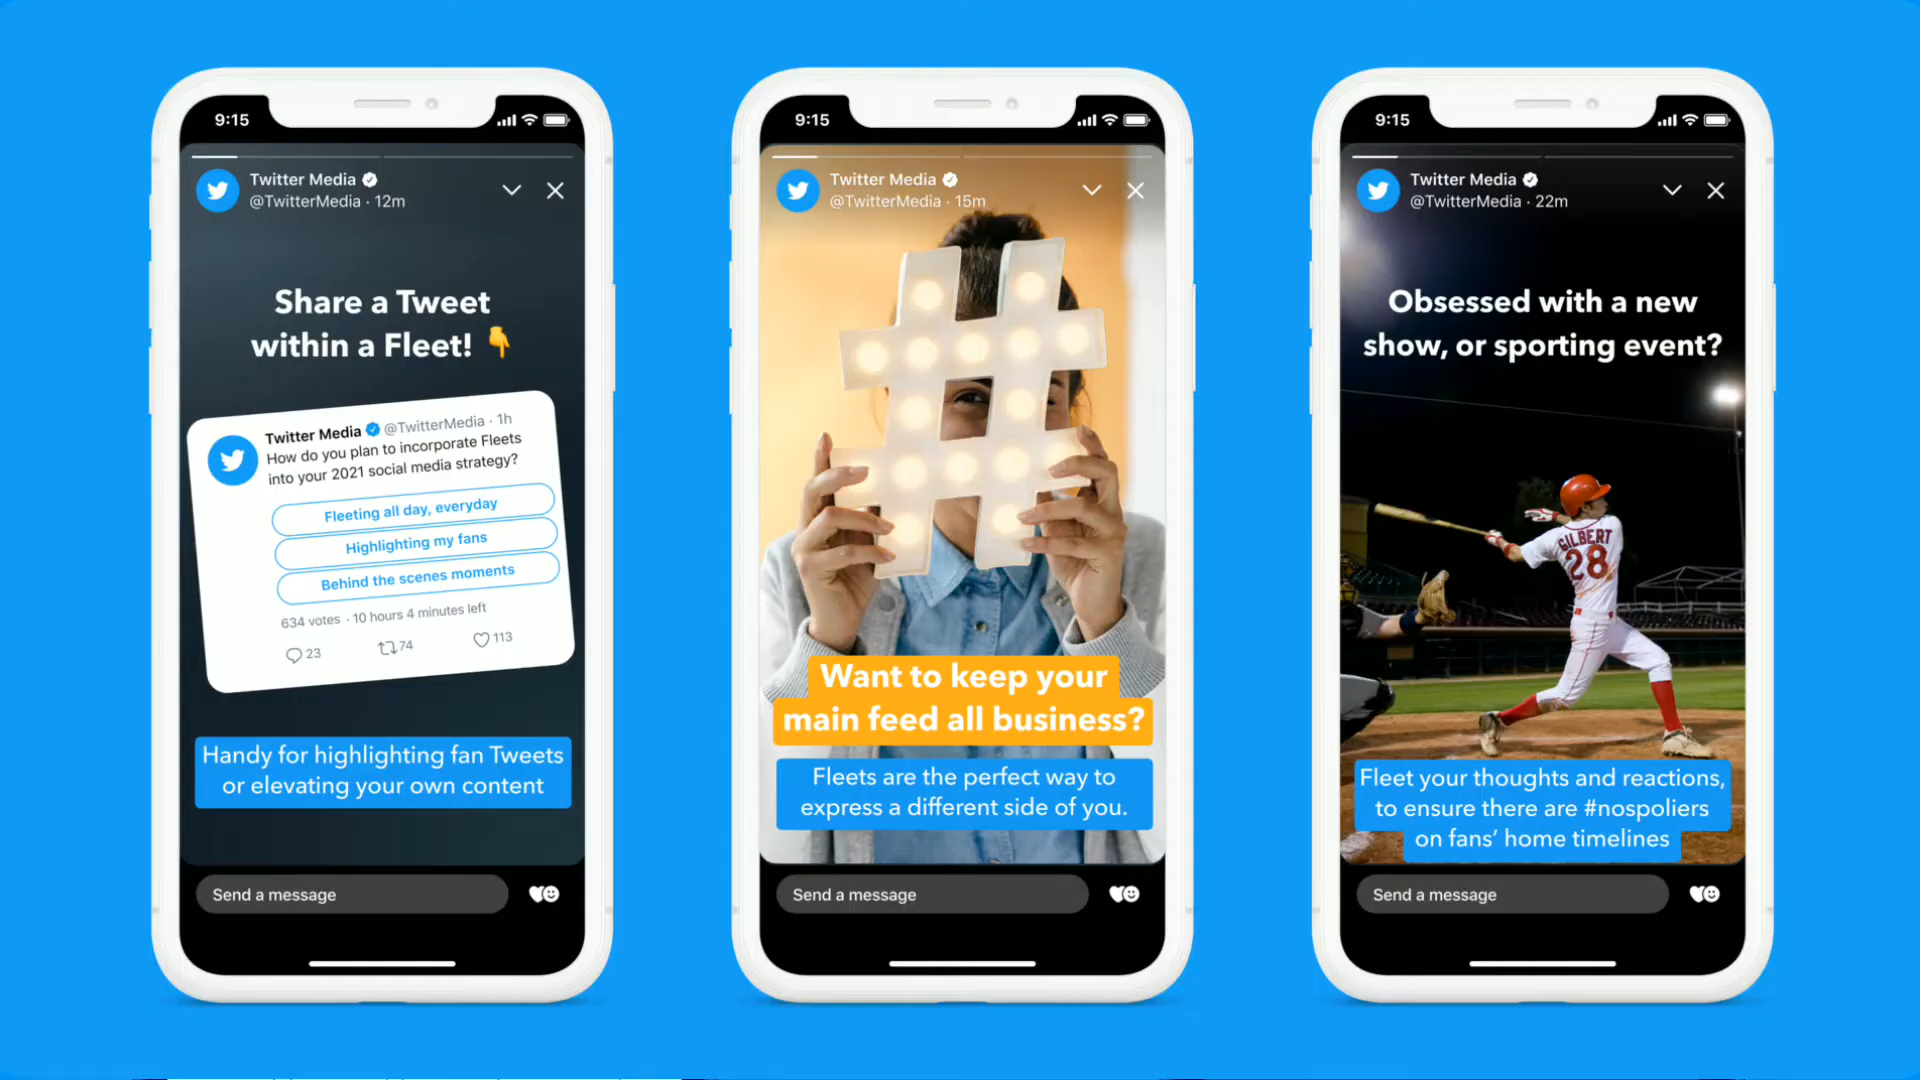 9:15
Twitter Media
@TwitterMedia · 12m
Share a Tweet
within a Fleet! 👇
Twitter Media @TwitterMedia · 1h
How do you plan to incorporate Fleets
into your 2021 social media strategy?
Fleeting all day, everyday
Highlighting my fans
Behind the scenes moments
634 votes · 10 hours 4 minutes left
23 74 113
Handy for highlighting fan Tweets
or elevating your own content
Send a message
9:15
Twitter Media
@TwitterMedia · 15m
#
Want to keep your
main feed all business?
Fleets are the perfect way to
express a different side of you.
Send a message
9:15
Twitter Media
@TwitterMedia · 22m
Obsessed with a new
show, or sporting event?
GILBERT
28
Fleet your thoughts and reactions,
to ensure there are #nospoliers
on fans’ home timelines
Send a message